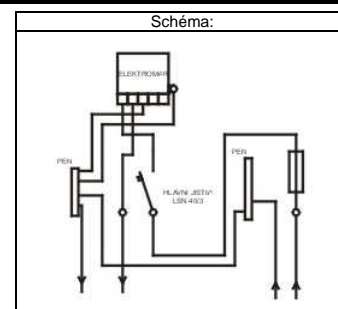 Schéma:
ELEKTROMĚR
PEN
PEN
HLAVNÍ JISTIČ
LSN 40/3